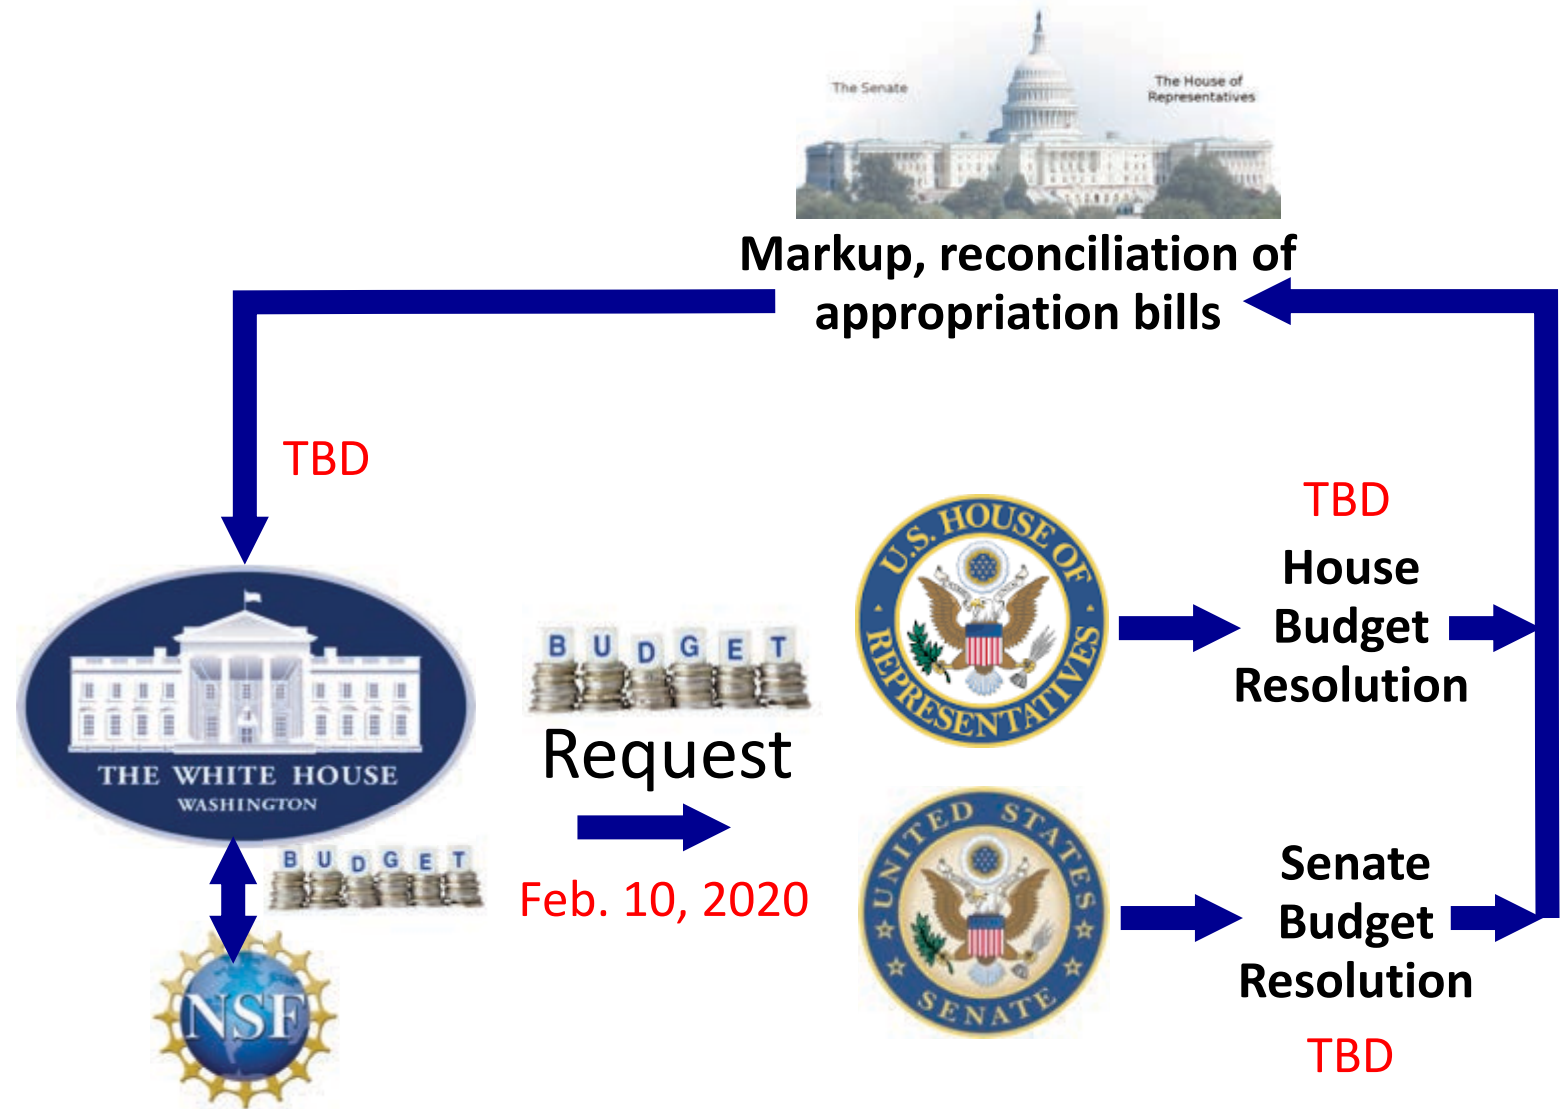 The Senate
The House of
Representatives
Markup, reconciliation of
appropriation bills
TBD
THE WHITE HOUSE
WASHINGTON
BUDGET
NSF
BUDGET
Request
Feb. 10, 2020
U.S. HOUSE OF
REPRESENTATIVES
TBD
House
Budget
Resolution
UNITED STATES
SENATE
Senate
Budget
Resolution
TBD